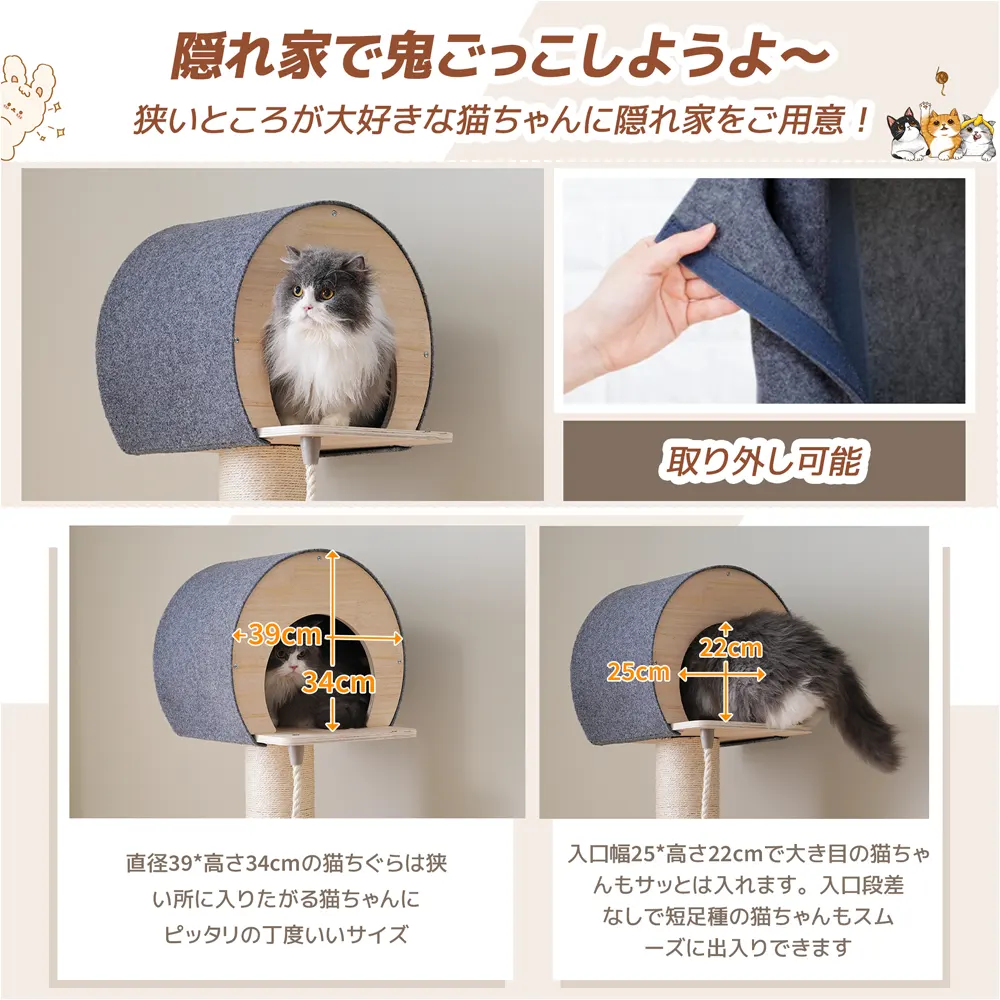 隠れ家で鬼ごっこしようよ～
狭いところが大好きな猫ちゃんに隠れ家をご用意！
取り外し可能
39cm
34cm
22cm
25cm
直径39*高さ34cmの猫ちぐらは狭
い所に入りたがる猫ちゃんに
ピッタリの丁度いいサイズ
入口幅25*高さ22cmで大き目の猫ちゃ
んもサッとは入れます。入口段差
なしで短足種の猫ちゃんもスム
ーズに出入りできます